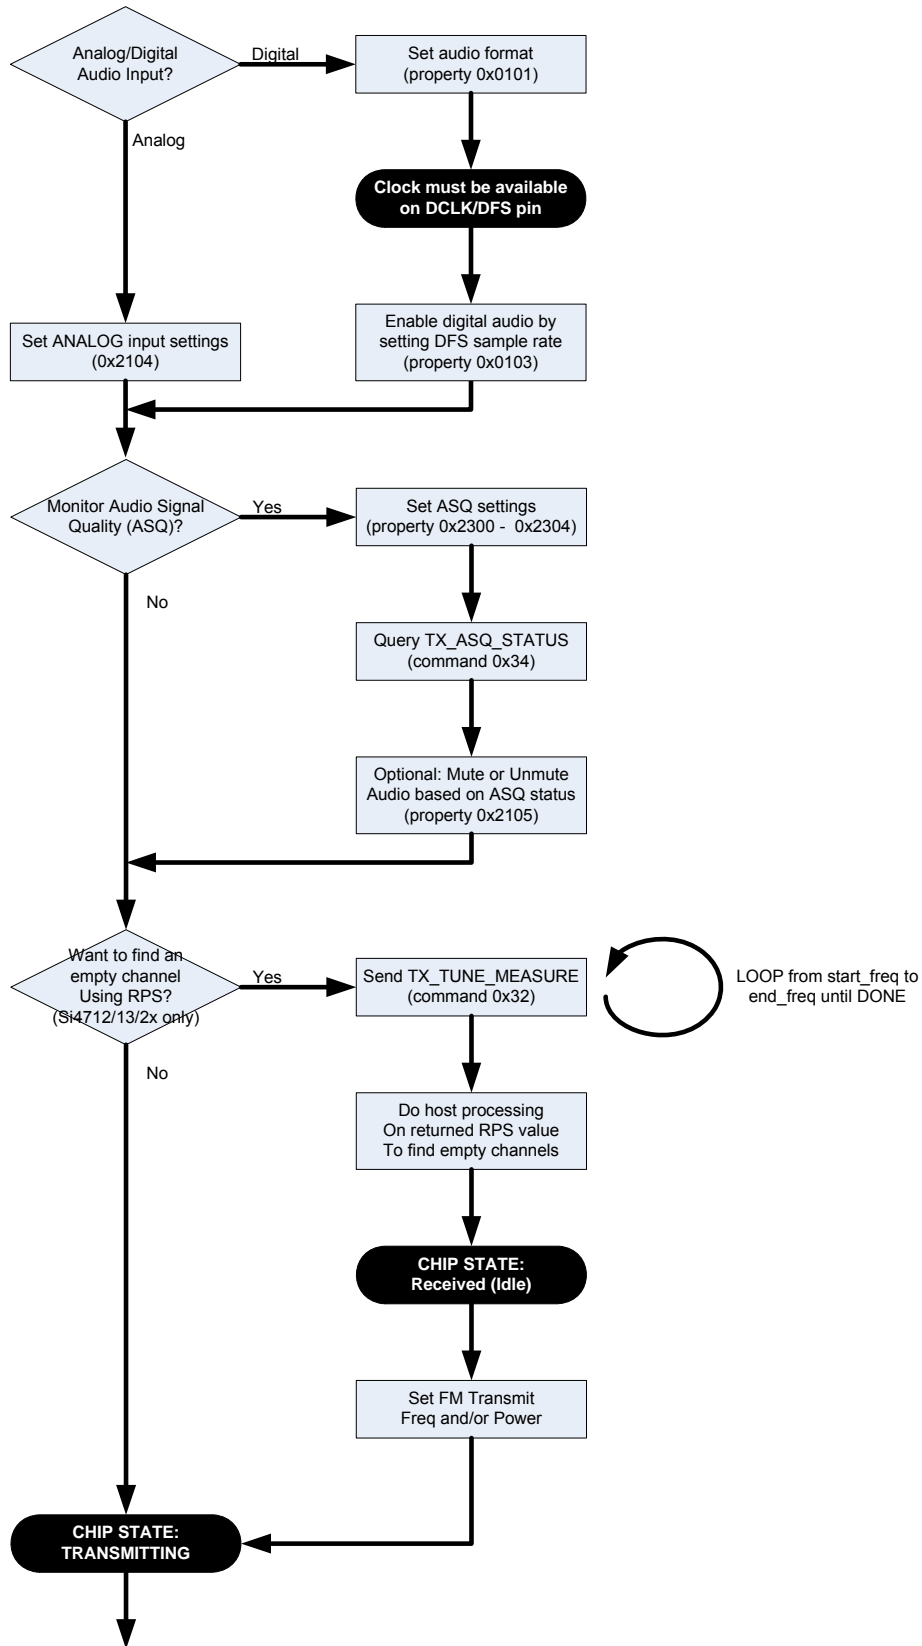 Analog/Digital
Audio Input?
Digital
Set audio format
(property 0x0101)
Analog
Clock must be available
on DCLK/DFS pin
Set ANALOG input settings
(0x2104)
Enable digital audio by
setting DFS sample rate
(property 0x0103)
Monitor Audio Signal
Quality (ASQ)?
Yes
Set ASQ settings
(property 0x2300 - 0x2304)
No
Query TX_ASQ_STATUS
(command 0x34)
Optional: Mute or Unmute
Audio based on ASQ status
(property 0x2105)
Want to find an
empty channel
Using RPS?
(Si4712/13/2x only)
Yes
Send TX_TUNE_MEASURE
(command 0x32)
LOOP from start_freq to
end_freq until DONE
No
Do host processing
On returned RPS value
To find empty channels
CHIP STATE:
Received (Idle)
Set FM Transmit
Freq and/or Power
CHIP STATE:
TRANSMITTING